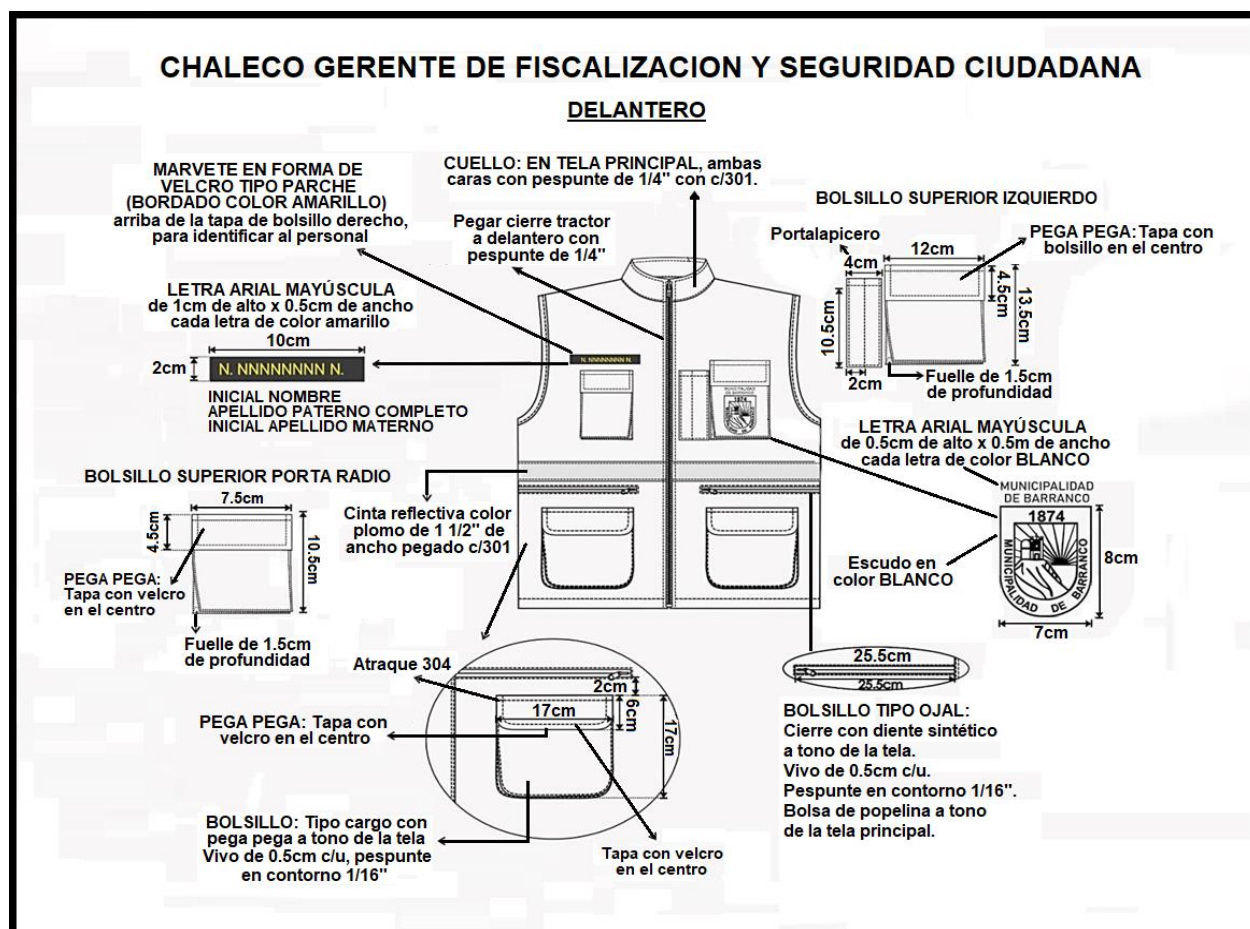 CHALECO GERENTE DE FISCALIZACION Y SEGURIDAD CIUDADANA
DELANTERO
MARVETE EN FORMA DE
VELCRO TIPO PARCHE
(BORDADO COLOR AMARILLO)
arriba de la tapa de bolsillo derecho,
para identificar al personal
CUELLO: EN TELA PRINCIPAL, ambas
caras con pespunte de 1/4" con c/301.
Pegar cierre tractor
a delantero con
pespunte de 1/4"
BOLSILLO SUPERIOR IZQUIERDO
Portalapicero
4cm
12cm
PEGA PEGA: Tapa con
bolsillo en el centro
4.5cm
13.5cm
10.5cm
2cm
Fuelle de 1.5cm
de profundidad
LETRA ARIAL MAYÚSCULA
de 1cm de alto x 0.5cm de ancho
cada letra de color amarillo
10cm
2cm
N. NNNNNNNN N.
INICIAL NOMBRE
APELLIDO PATERNO COMPLETO
INICIAL APELLIDO MATERNO
N. NNNNNNNN N.
MUNICIPALIDAD
DE BARRANCO
1874
LETRA ARIAL MAYÚSCULA
de 0.5cm de alto x 0.5m de ancho
cada letra de color BLANCO
MUNICIPALIDAD
DE BARRANCO
1874
MUNICIPALIDAD DE BARRANCO
8cm
7cm
Escudo en
color BLANCO
BOLSILLO SUPERIOR PORTA RADIO
7.5cm
4.5cm
10.5cm
PEGA PEGA:
Tapa con velcro
en el centro
Fuelle de 1.5cm
de profundidad
Cinta reflectiva color
plomo de 1 1/2" de
ancho pegado c/301
Atraque 304
2cm
6cm
17cm
17cm
PEGA PEGA: Tapa con
velcro en el centro
BOLSILLO: Tipo cargo con
pega pega a tono de la tela
Vivo de 0.5cm c/u, pespunte
en contorno 1/16"
Tapa con velcro
en el centro
25.5cm
25.5cm
BOLSILLO TIPO OJAL:
Cierre con diente sintético
a tono de la tela.
Vivo de 0.5cm c/u.
Pespunte en contorno 1/16".
Bolsa de popelina a tono
de la tela principal.